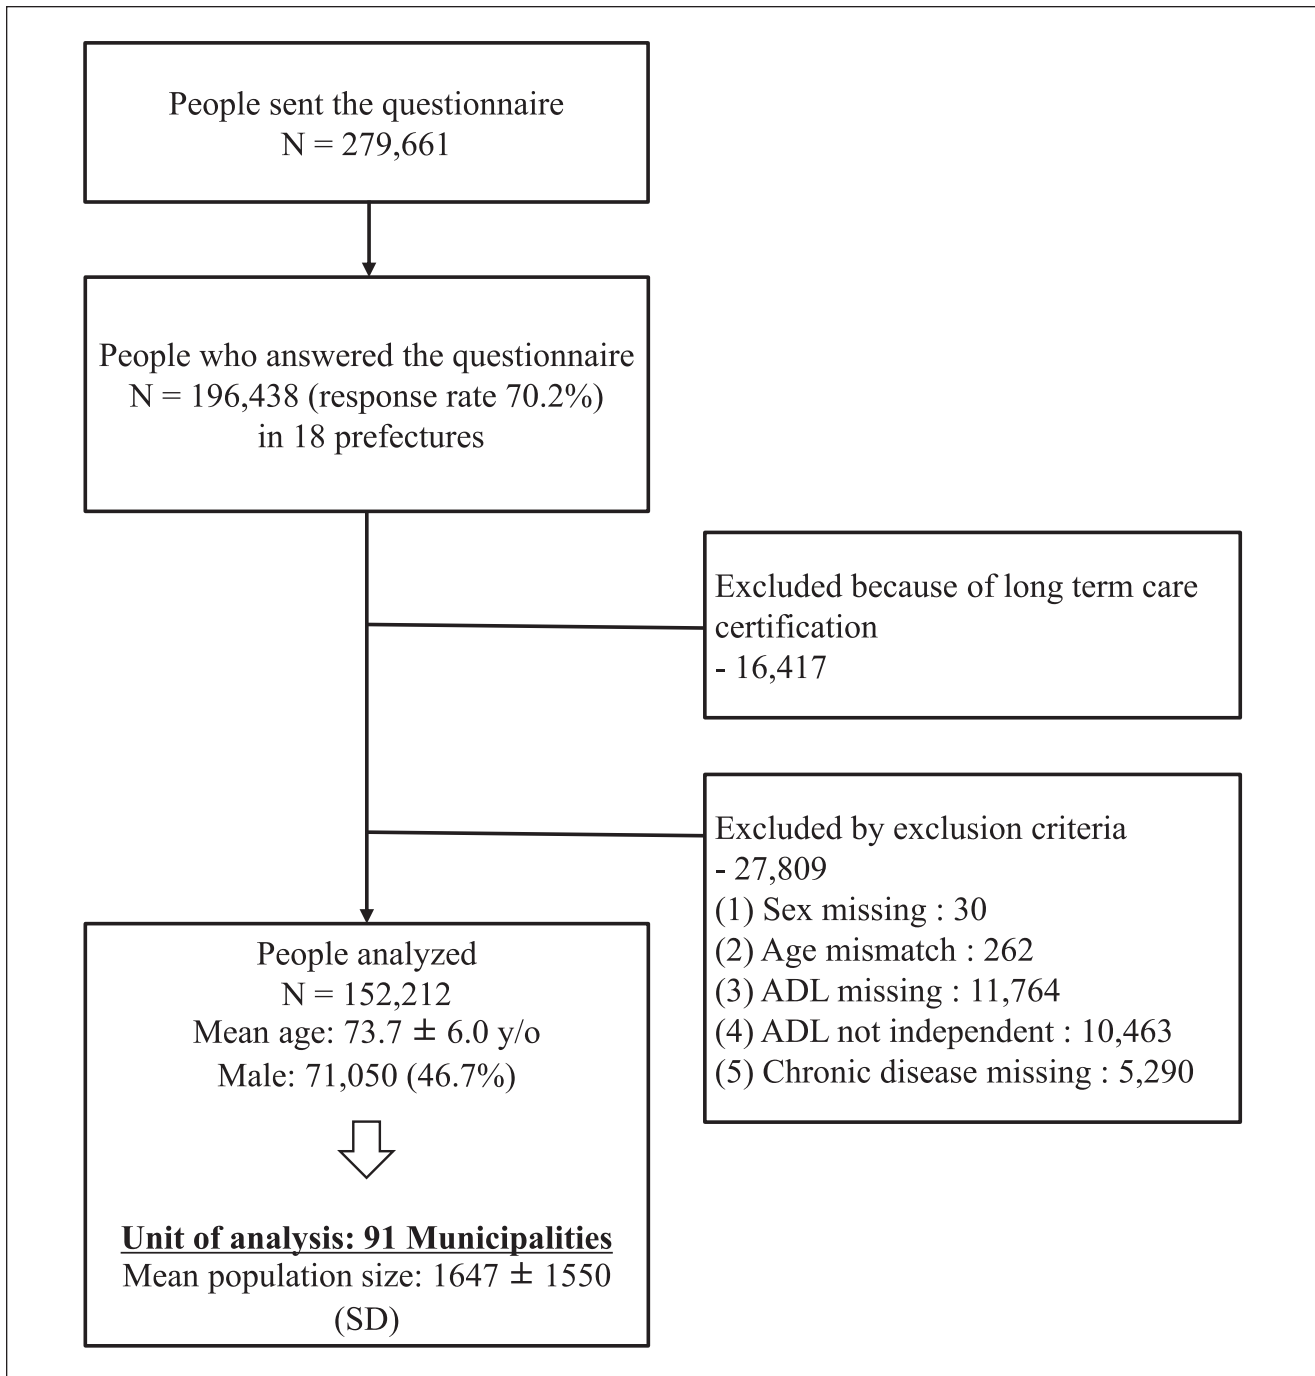 People sent the questionnaire
N = 279,661
People who answered the questionnaire
N = 196,438 (response rate 70.2%)
in 18 prefectures
Excluded because of long term care
certification
- 16,417
Excluded by exclusion criteria
- 27,809
(1) Sex missing : 30
(2) Age mismatch : 262
(3) ADL missing : 11,764
(4) ADL not independent : 10,463
(5) Chronic disease missing : 5,290
People analyzed
N = 152,212
Mean age: 73.7 ± 6.0 y/o
Male: 71,050 (46.7%)
Unit of analysis: 91 Municipalities
Mean population size: 1647 ± 1550
(SD)